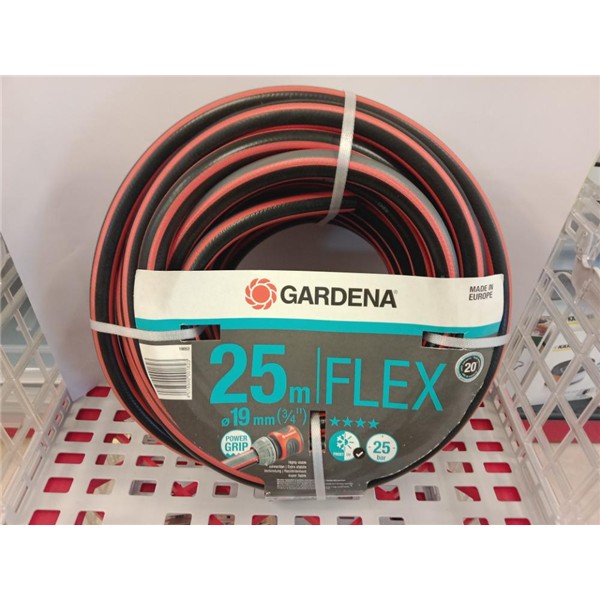 GARDENA®
MADE IN
EUROPE
25m FLEX
20
ø 19 mm (3/4")
POWER
GRIP
25
bar